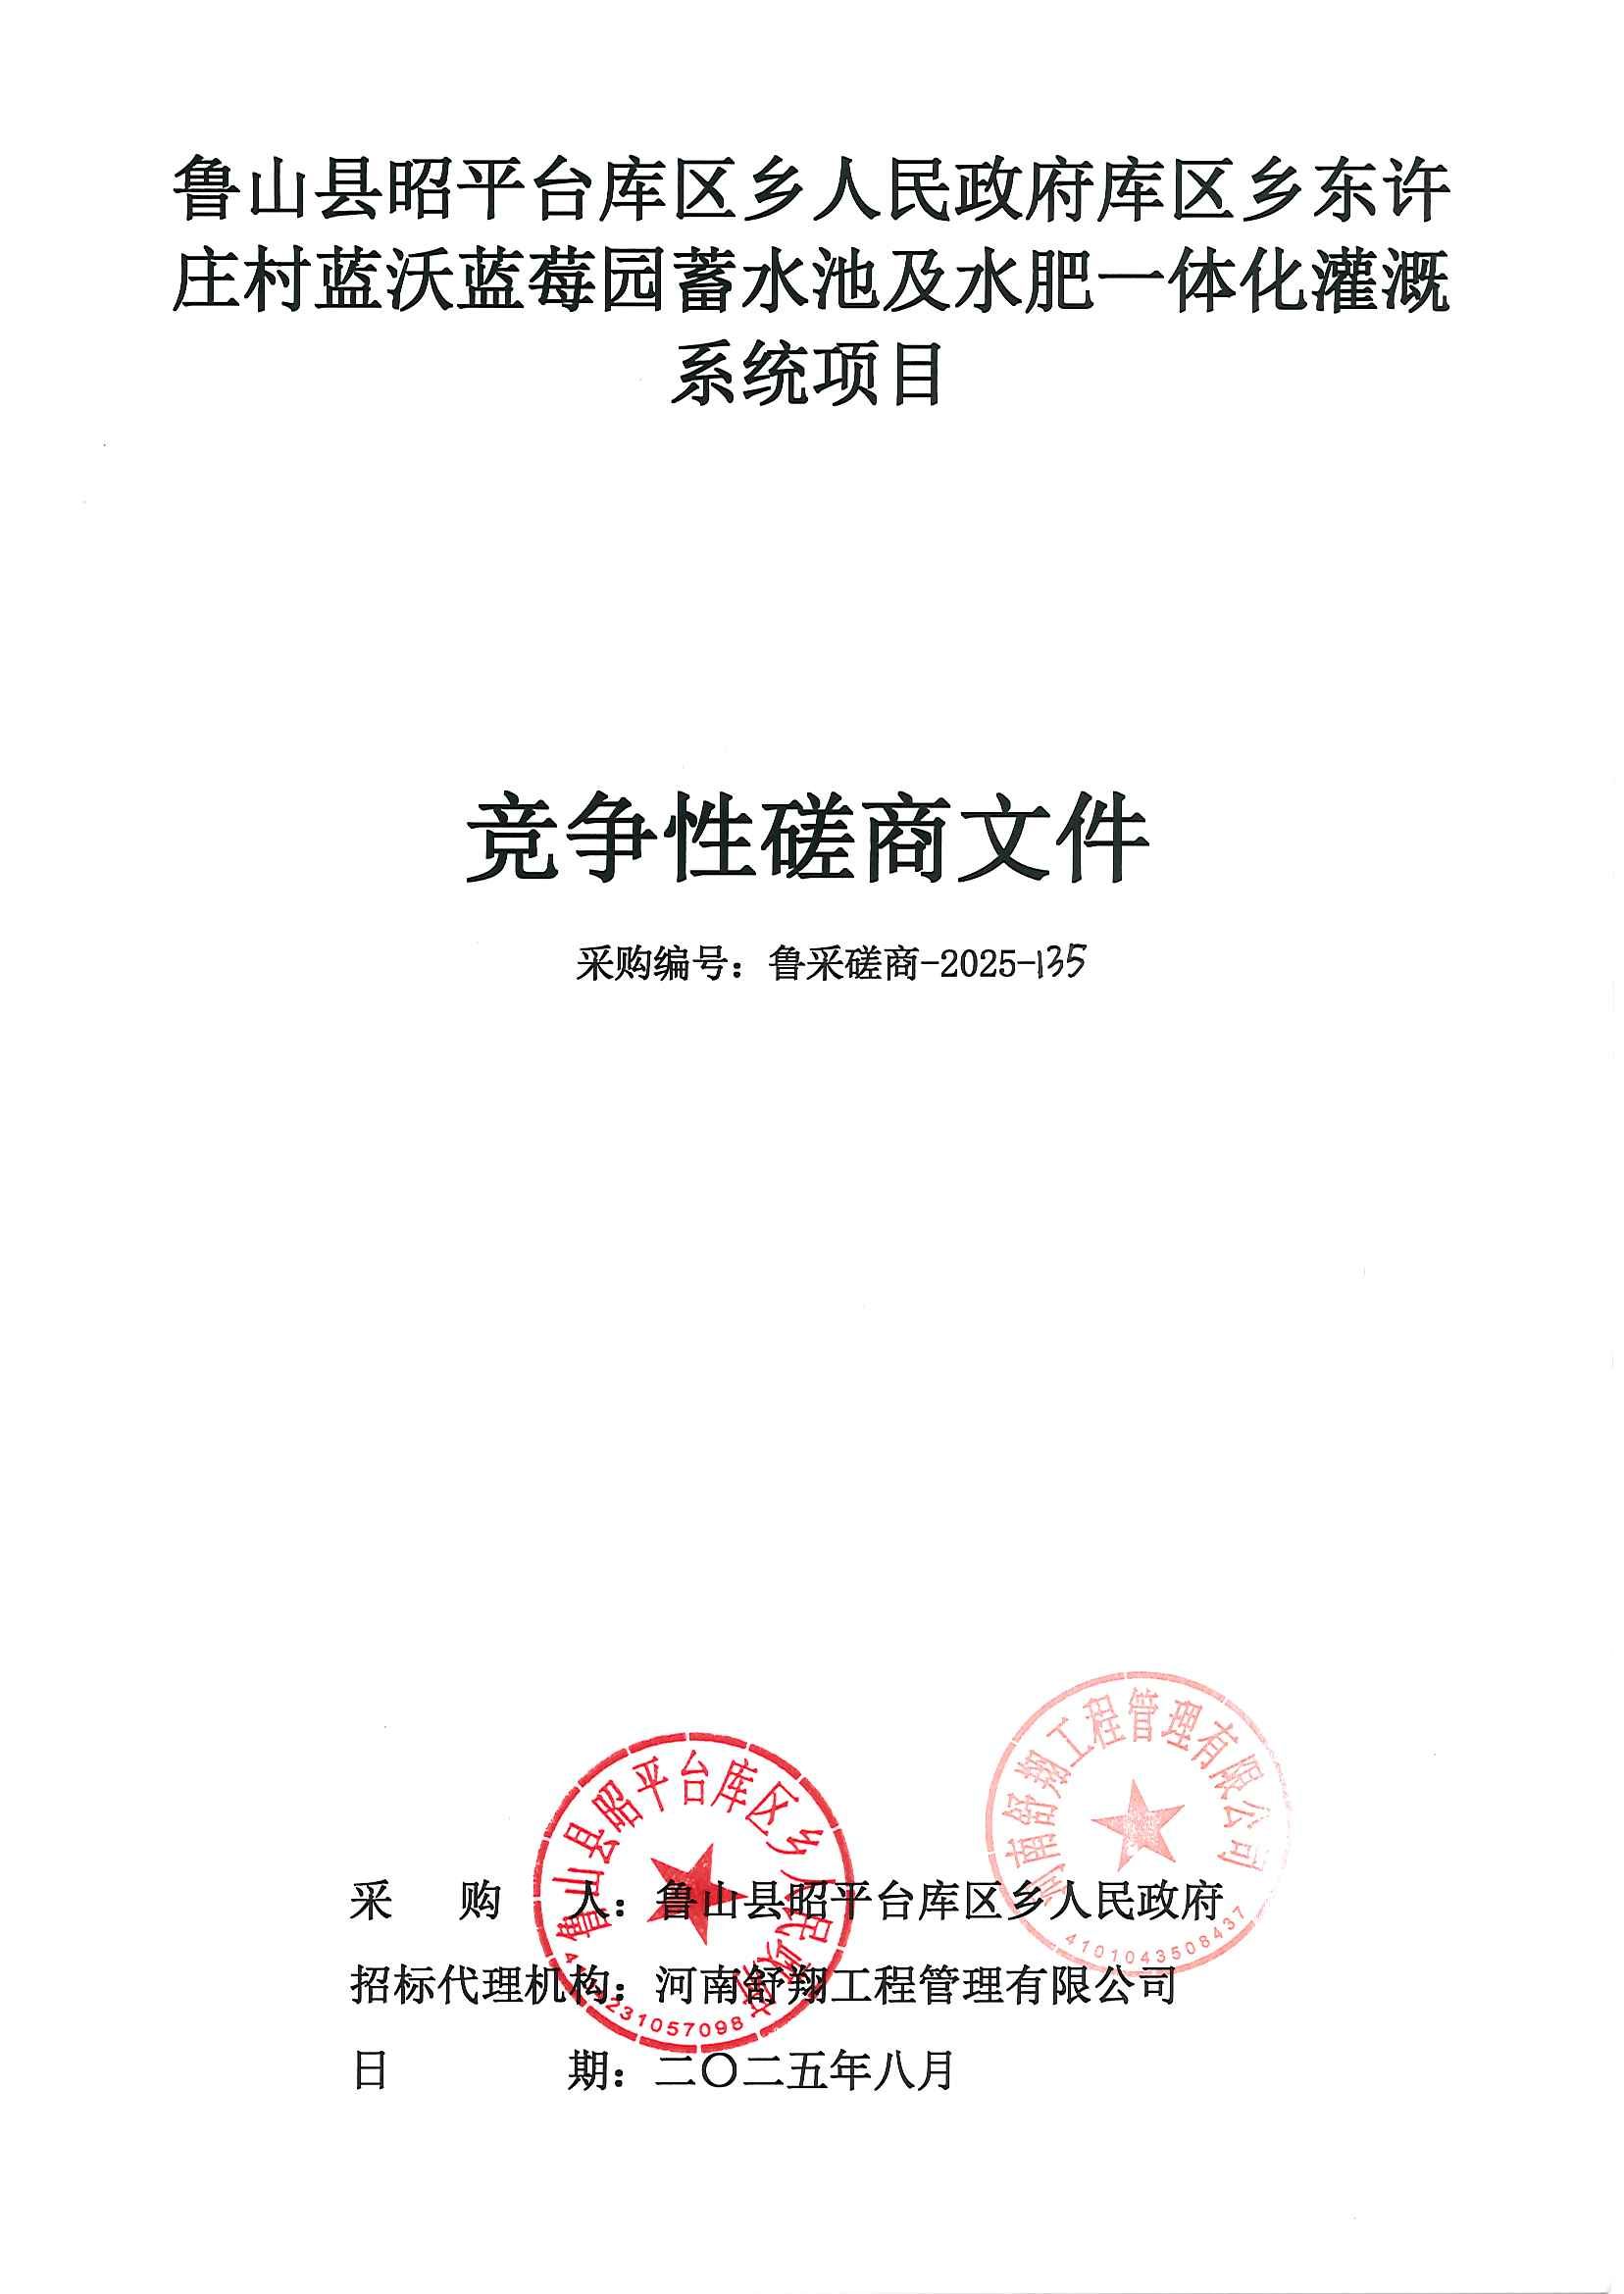 鲁山县昭平台库区乡人民政府库区乡东许
庄村蓝沃蓝莓园蓄水池及水肥一体化灌溉
系统项目
竞争性磋商文件
采购编号：鲁采磋商-2025-135
河南舒翔工程管理有限公司
4101043508437
鲁山县昭平台库区乡人民政府
采购人：鲁山县昭平台库区乡人民政府
招标代理机构：河南舒翔工程管理有限公司
日期：二〇二五年八月